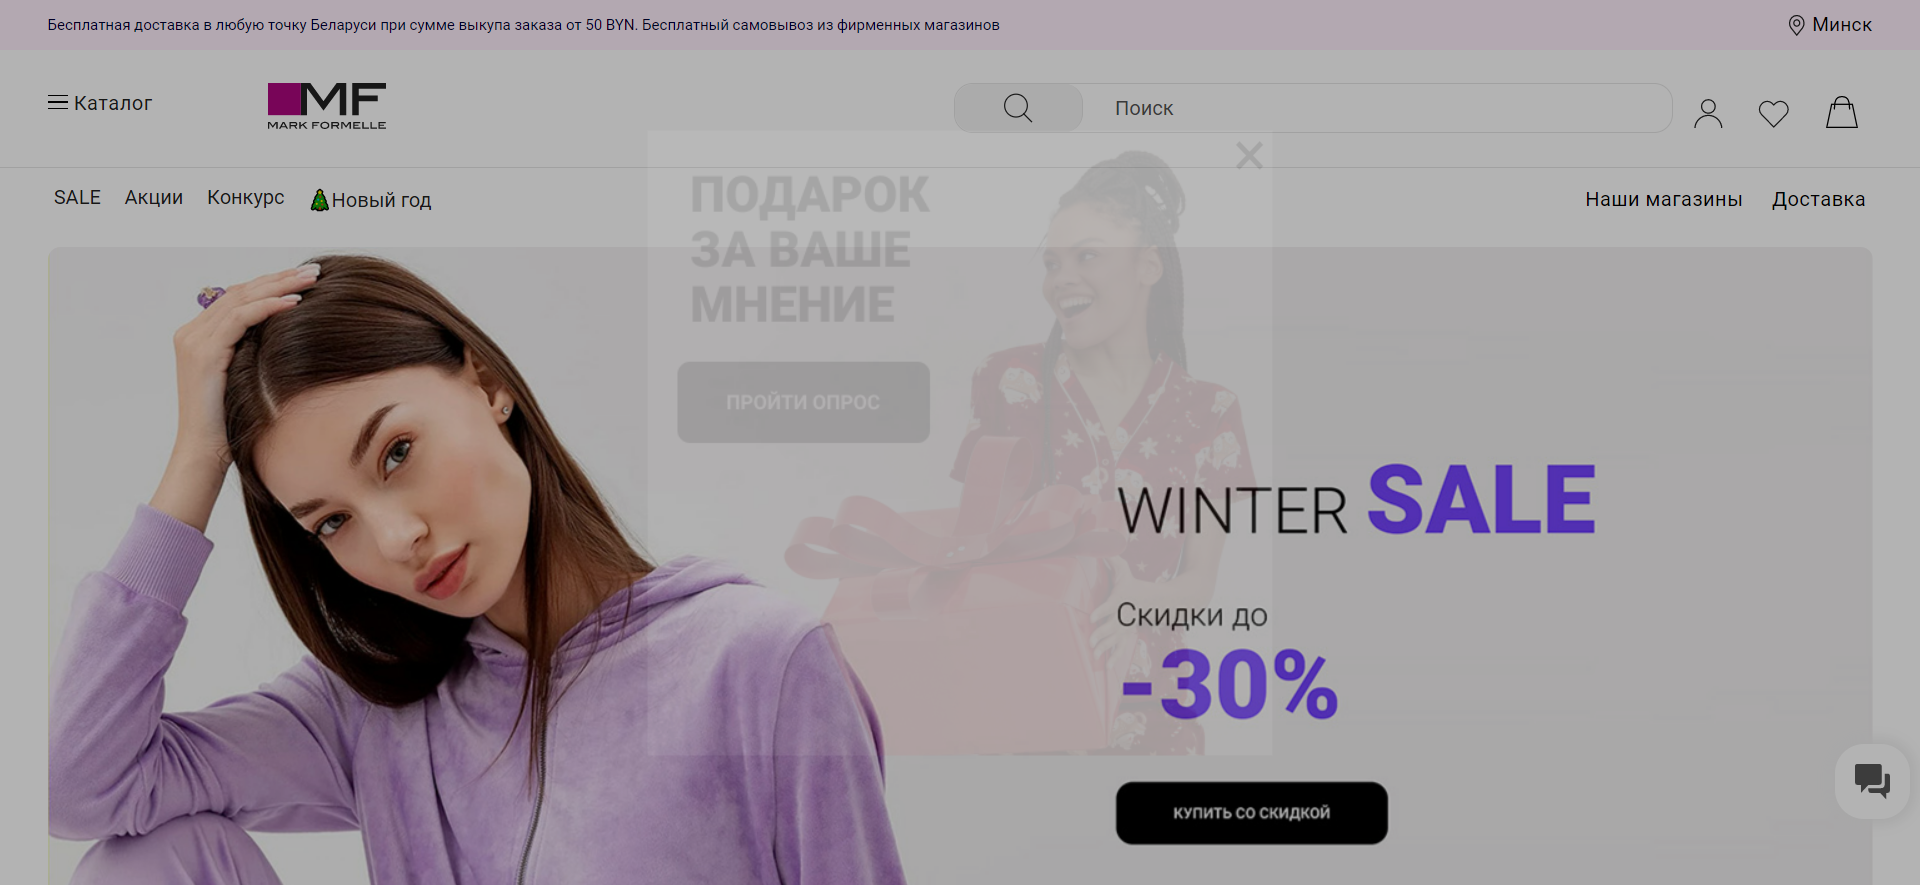 Бесплатная доставка в любую точку Беларуси при сумме выкупа заказа от 50 BYN. Бесплатный самовывоз из фирменных магазинов
Минск
Каталог
MF
MARK FORMELLE
Поиск
SALE
Акции
Конкурс
Новый год
Наши магазины
Доставка
ПОДАРОК
ЗА ВАШЕ
МНЕНИЕ
ПРОЙТИ ОПРОС
WINTER SALE
Скидки до
-30%
КУПИТЬ СО СКИДКОЙ